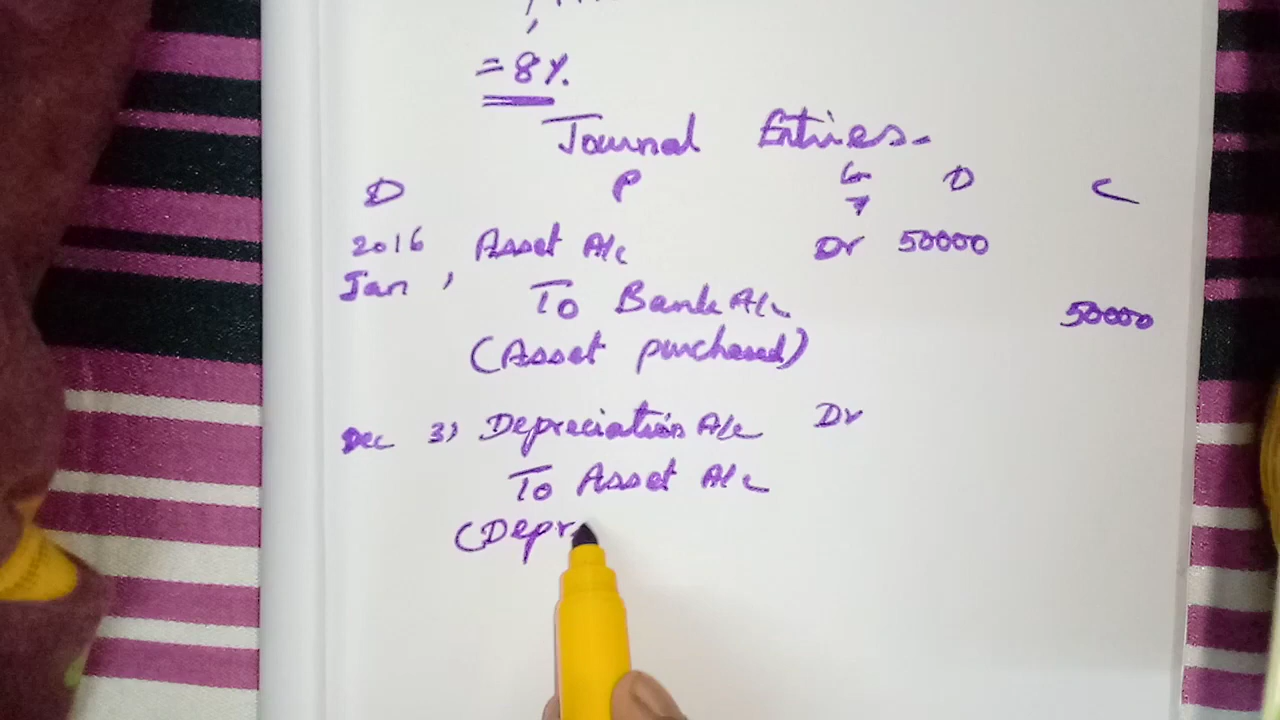 = 8%.
Journal Entries.
D P LF D C
2016 Asset A/c Dr 50000
Jan 1
To Bank A/c 50000
(Asset purchased)
Dec 31 Depreciation A/c Dr
To Asset A/c
(Depr